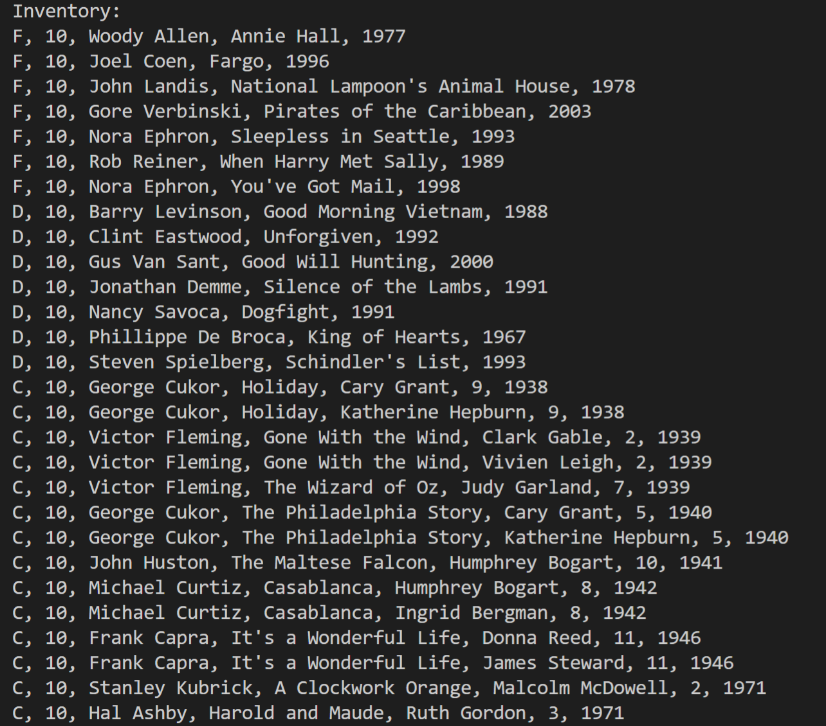 Inventory:
F, 10, Woody Allen, Annie Hall, 1977
F, 10, Joel Coen, Fargo, 1996
F, 10, John Landis, National Lampoon's Animal House, 1978
F, 10, Gore Verbinski, Pirates of the Caribbean, 2003
F, 10, Nora Ephron, Sleepless in Seattle, 1993
F, 10, Rob Reiner, When Harry Met Sally, 1989
F, 10, Nora Ephron, You've Got Mail, 1998
D, 10, Barry Levinson, Good Morning Vietnam, 1988
D, 10, Clint Eastwood, Unforgiven, 1992
D, 10, Gus Van Sant, Good Will Hunting, 2000
D, 10, Jonathan Demme, Silence of the Lambs, 1991
D, 10, Nancy Savoca, Dogfight, 1991
D, 10, Phillippe De Broca, King of Hearts, 1967
D, 10, Steven Spielberg, Schindler's List, 1993
C, 10, George Cukor, Holiday, Cary Grant, 9, 1938
C, 10, George Cukor, Holiday, Katherine Hepburn, 9, 1938
C, 10, Victor Fleming, Gone With the Wind, Clark Gable, 2, 1939
C, 10, Victor Fleming, Gone With the Wind, Vivien Leigh, 2, 1939
C, 10, Victor Fleming, The Wizard of Oz, Judy Garland, 7, 1939
C, 10, George Cukor, The Philadelphia Story, Cary Grant, 5, 1940
C, 10, George Cukor, The Philadelphia Story, Katherine Hepburn, 5, 1940
C, 10, John Huston, The Maltese Falcon, Humphrey Bogart, 10, 1941
C, 10, Michael Curtiz, Casablanca, Humphrey Bogart, 8, 1942
C, 10, Michael Curtiz, Casablanca, Ingrid Bergman, 8, 1942
C, 10, Frank Capra, It's a Wonderful Life, Donna Reed, 11, 1946
C, 10, Frank Capra, It's a Wonderful Life, James Steward, 11, 1946
C, 10, Stanley Kubrick, A Clockwork Orange, Malcolm McDowell, 2, 1971
C, 10, Hal Ashby, Harold and Maude, Ruth Gordon, 3, 1971